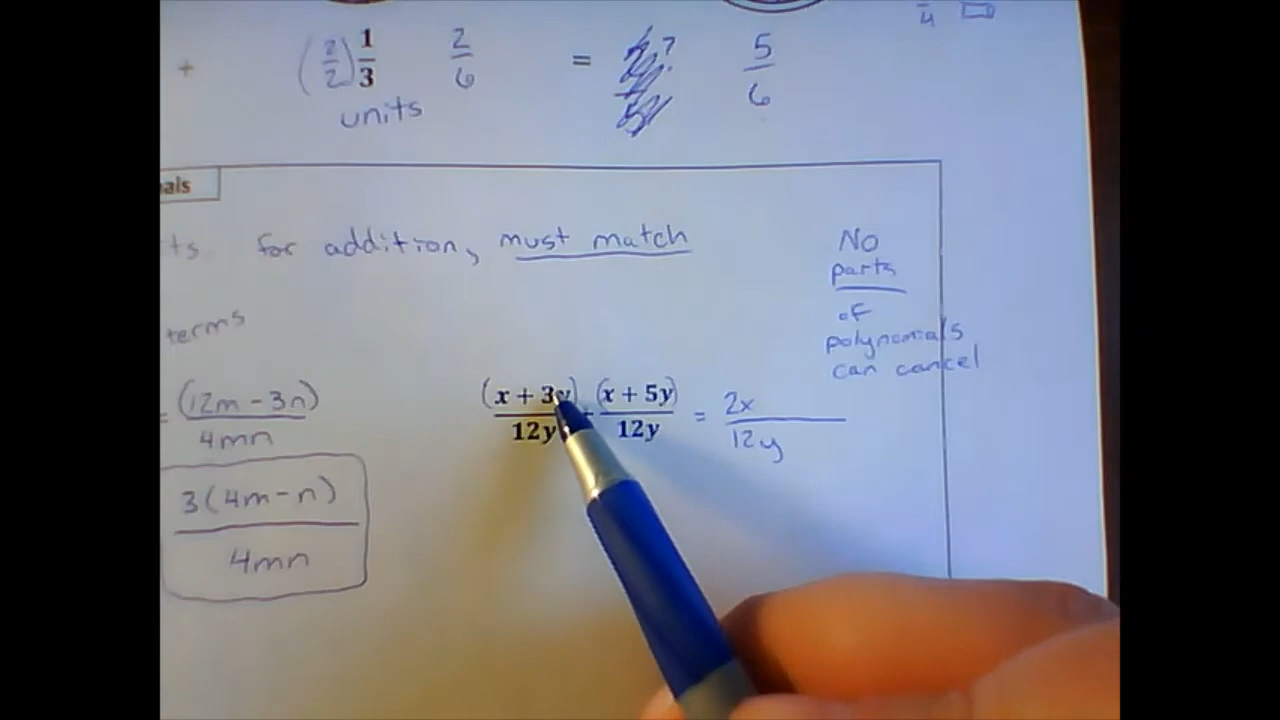 + (2/2) 1/3 2/6 = ? 5/6
units
4
als
ts for addition, must match
No
parts
of
polynomials
can cancel
terms
= (12m - 3n)/4mn
(x + 3y)/12y + (x + 5y)/12y = 2x/12y
3(4m - n)/4mn